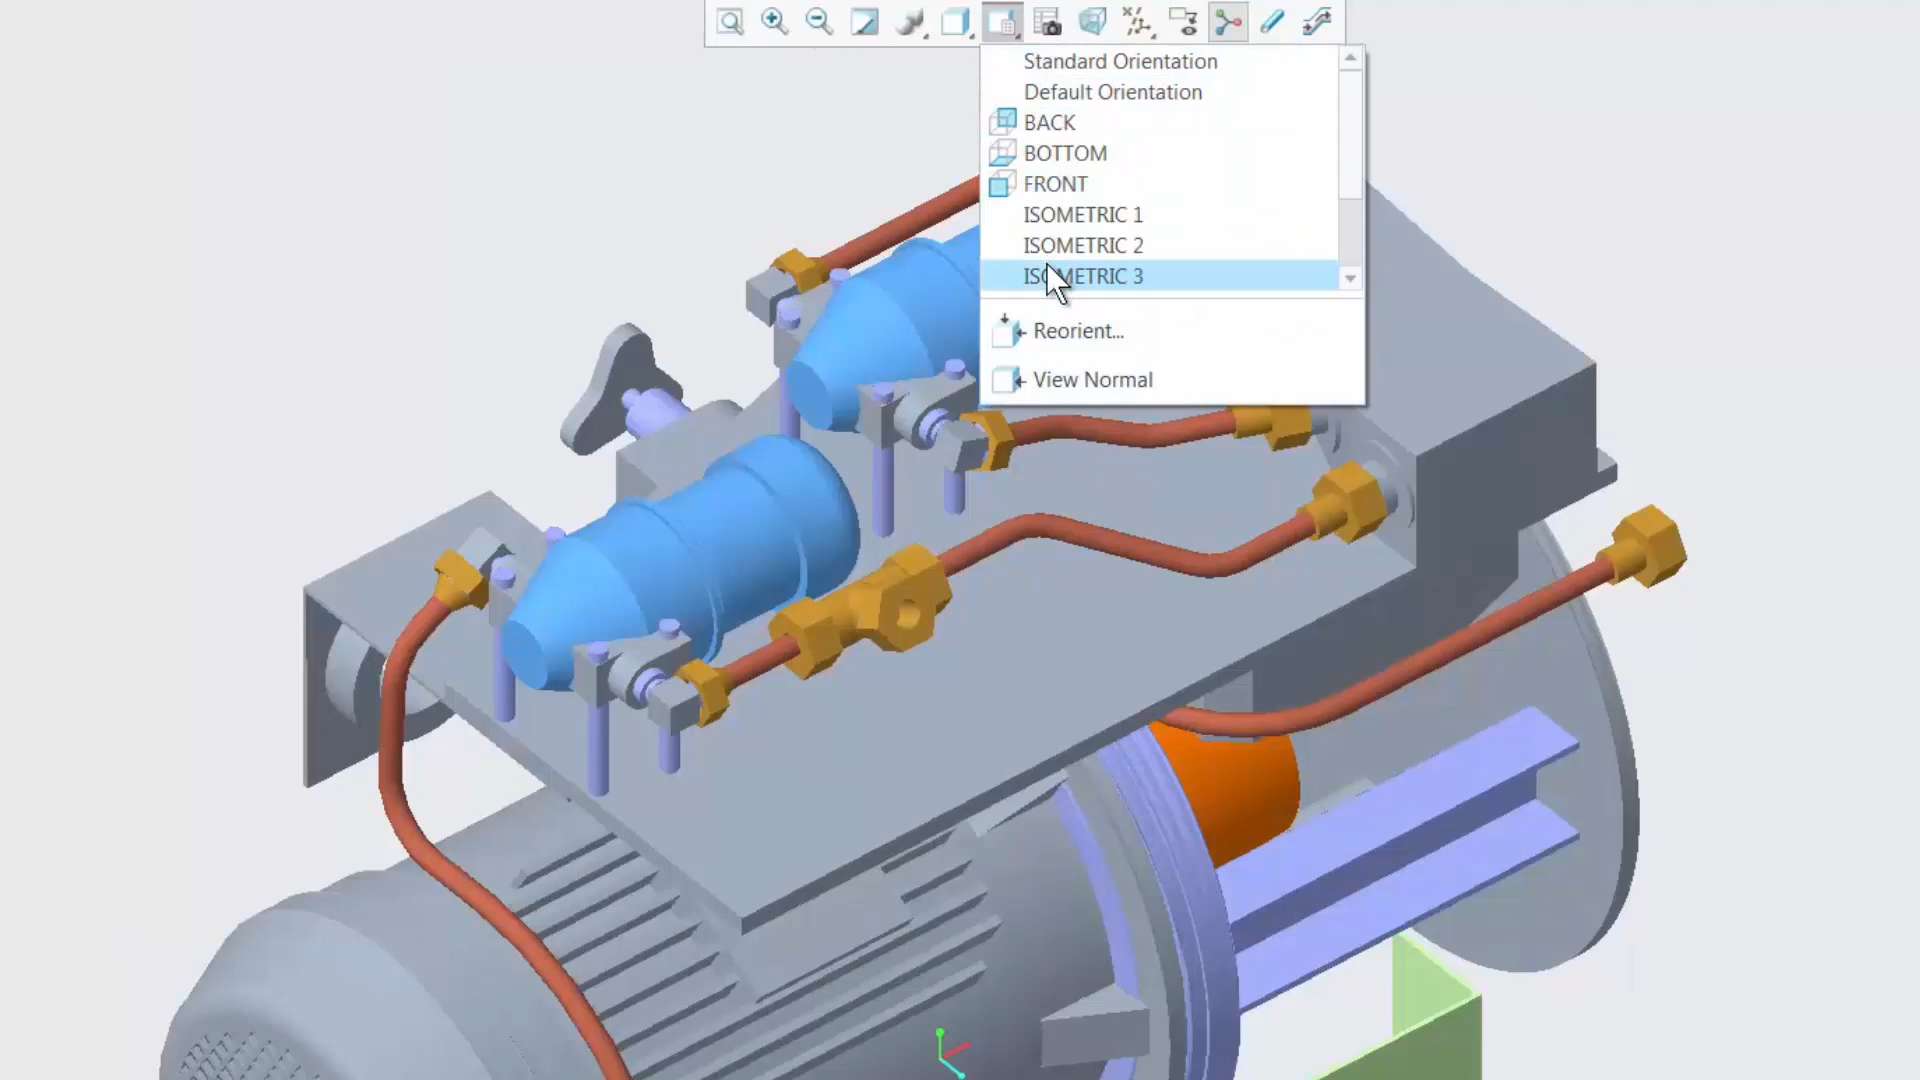 Standard Orientation
Default Orientation
BACK
BOTTOM
FRONT
ISOMETRIC 1
ISOMETRIC 2
ISOMETRIC 3
Reorient...
View Normal